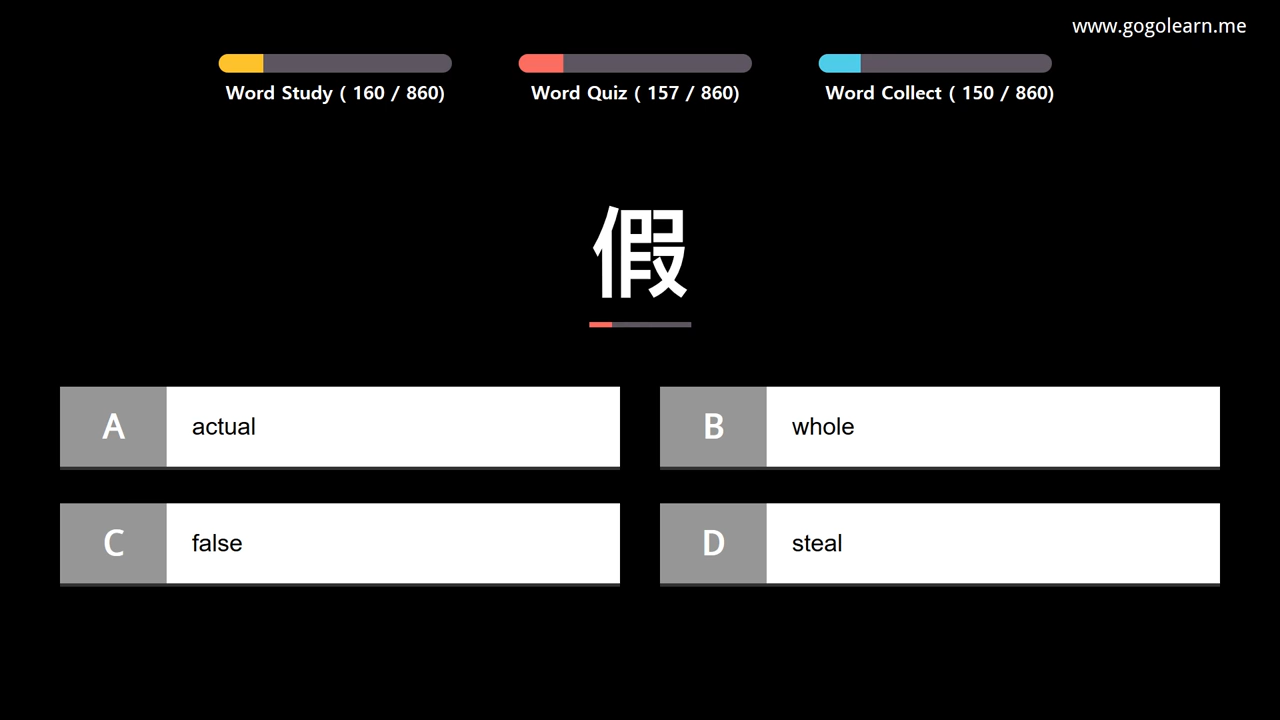 www.gogolearn.me
Word Study ( 160 / 860)
Word Quiz ( 157 / 860)
Word Collect ( 150 / 860)
假
A actual
B whole
C false
D steal